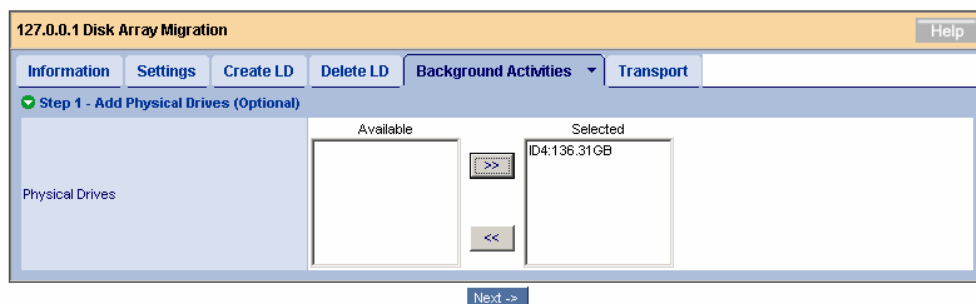 127.0.0.1 Disk Array Migration Help
Information Settings Create LD Delete LD Background Activities Transport
Step 1 - Add Physical Drives (Optional)
Available Selected
ID4:136.31GB
>>
Physical Drives
<<
Next ->